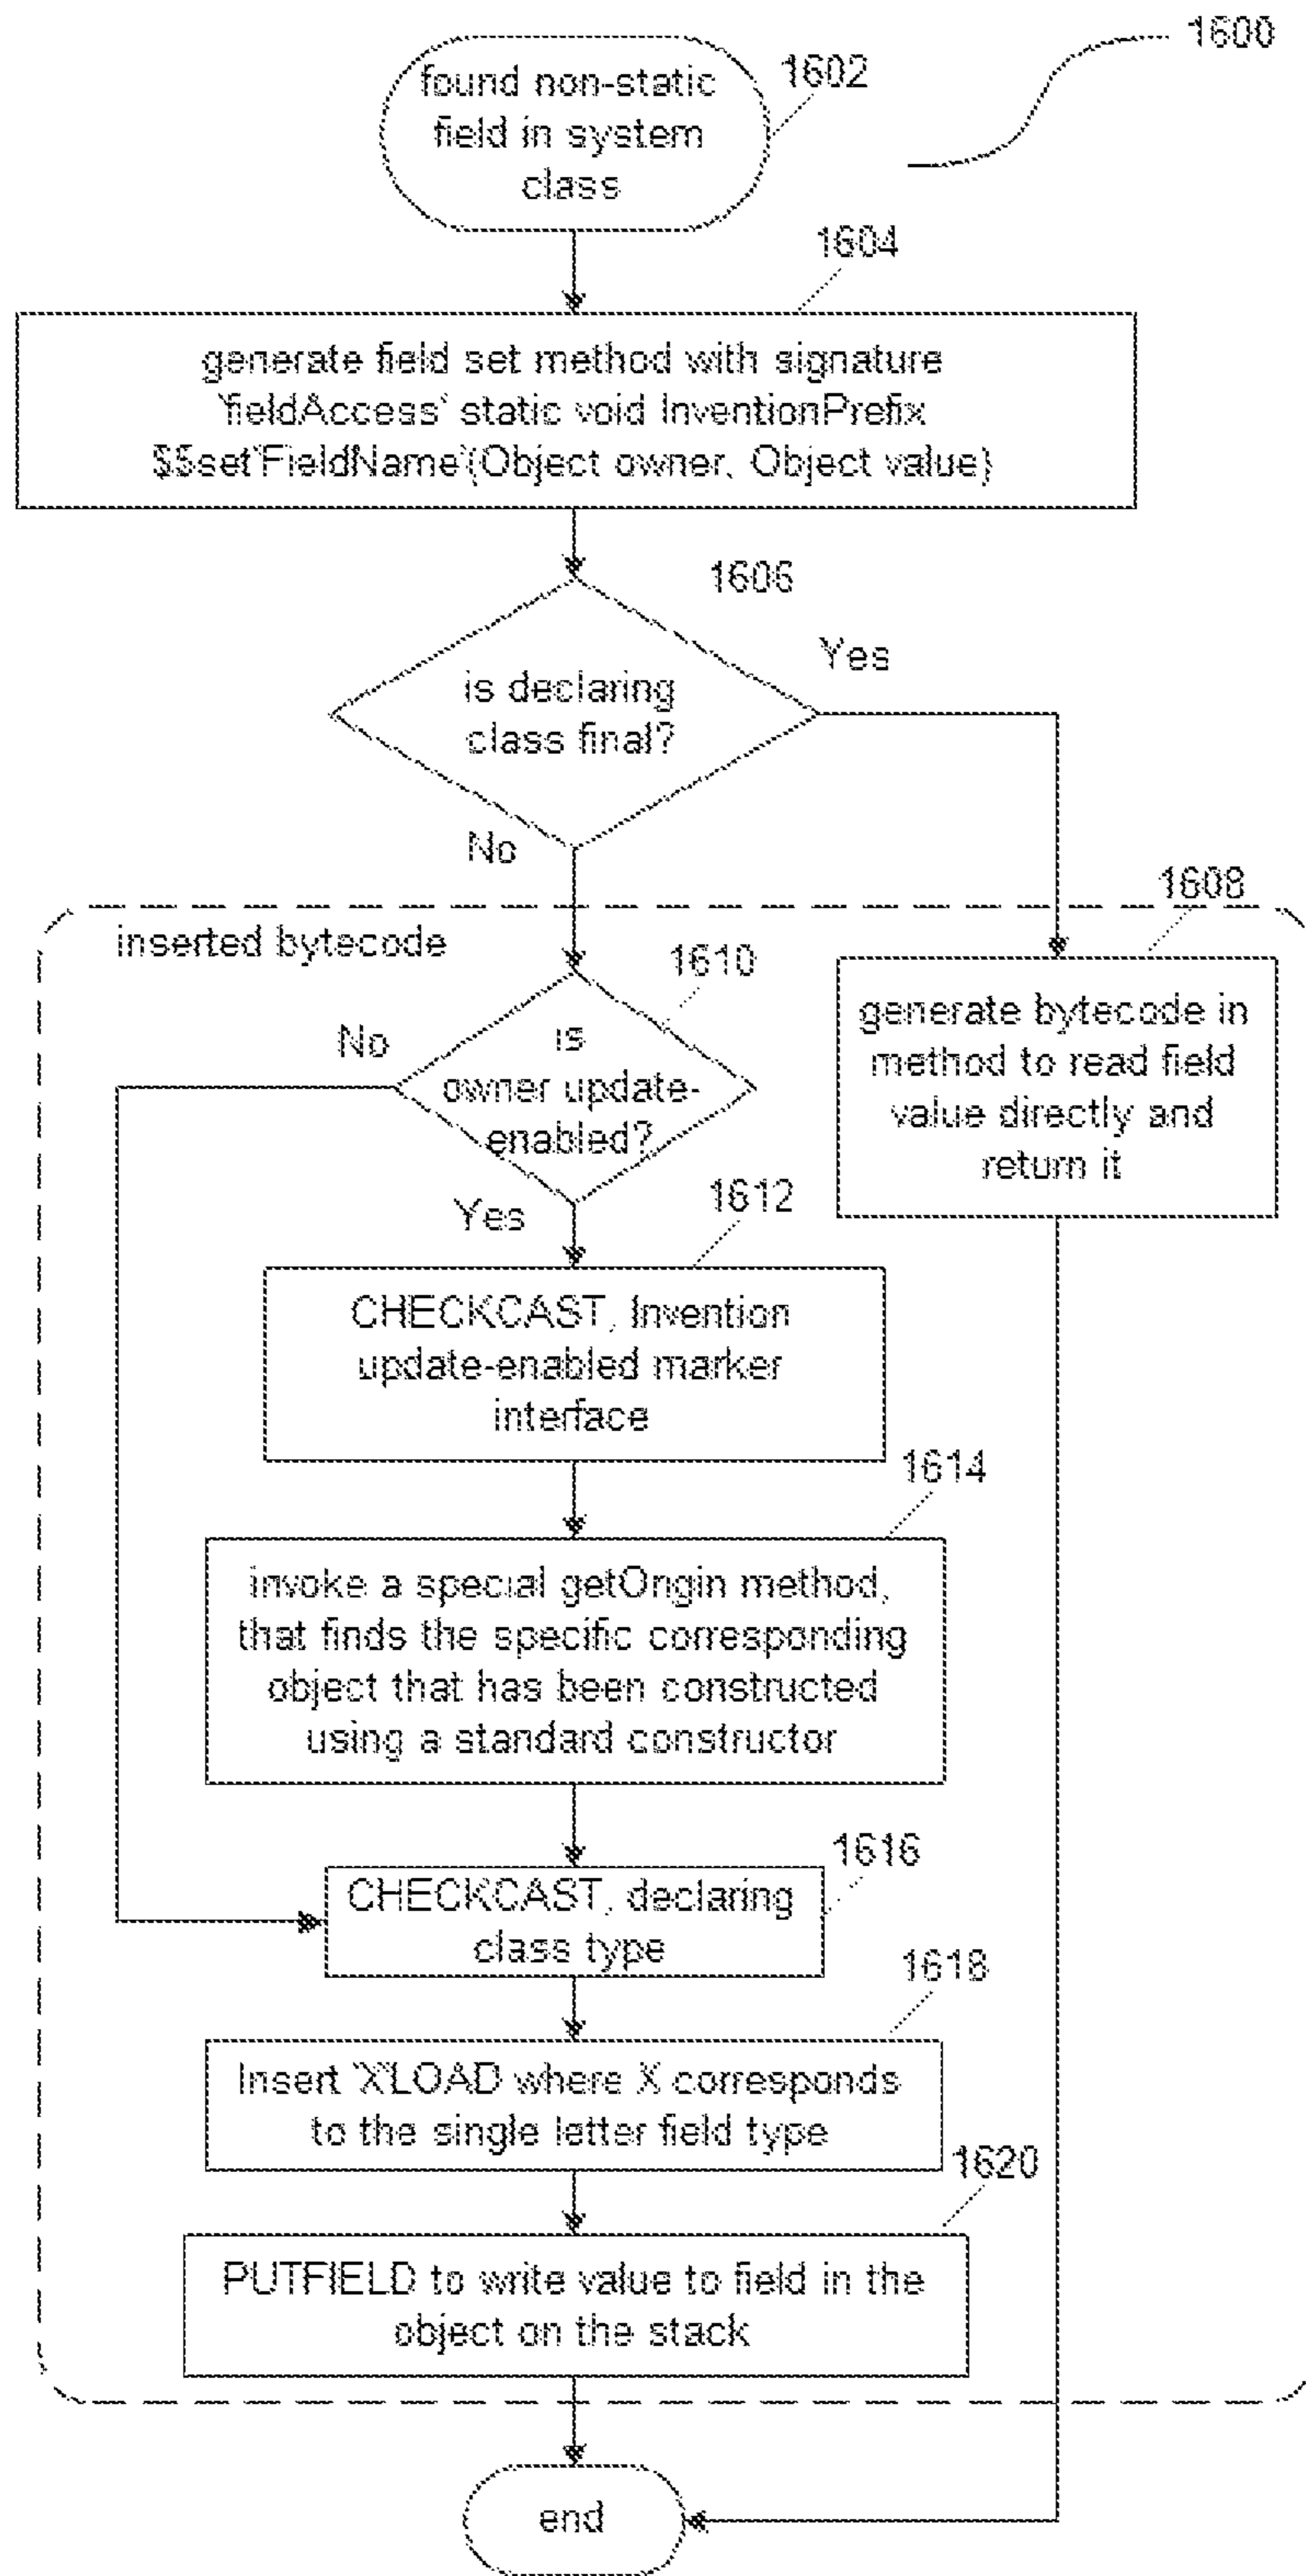 1600
found non-static
field in system
class
1602
1604
generate field set method with signature
`fieldAccess` static void InventionPrefix
$$set`FieldName`(Object owner, Object value)
1606
is declaring
class final?
Yes
No
1608
inserted bytecode
1610
generate bytecode in
method to read field
value directly and
return it
is
owner update-
enabled?
No
Yes
1612
CHECKCAST, Invention
update-enabled marker
interface
1614
invoke a special getOrigin method,
that finds the specific corresponding
object that has been constructed
using a standard constructor
1616
CHECKCAST, declaring
class type
1618
Insert `X`LOAD where X corresponds
to the single letter field type
1620
PUTFIELD to write value to field in the
object on the stack
end